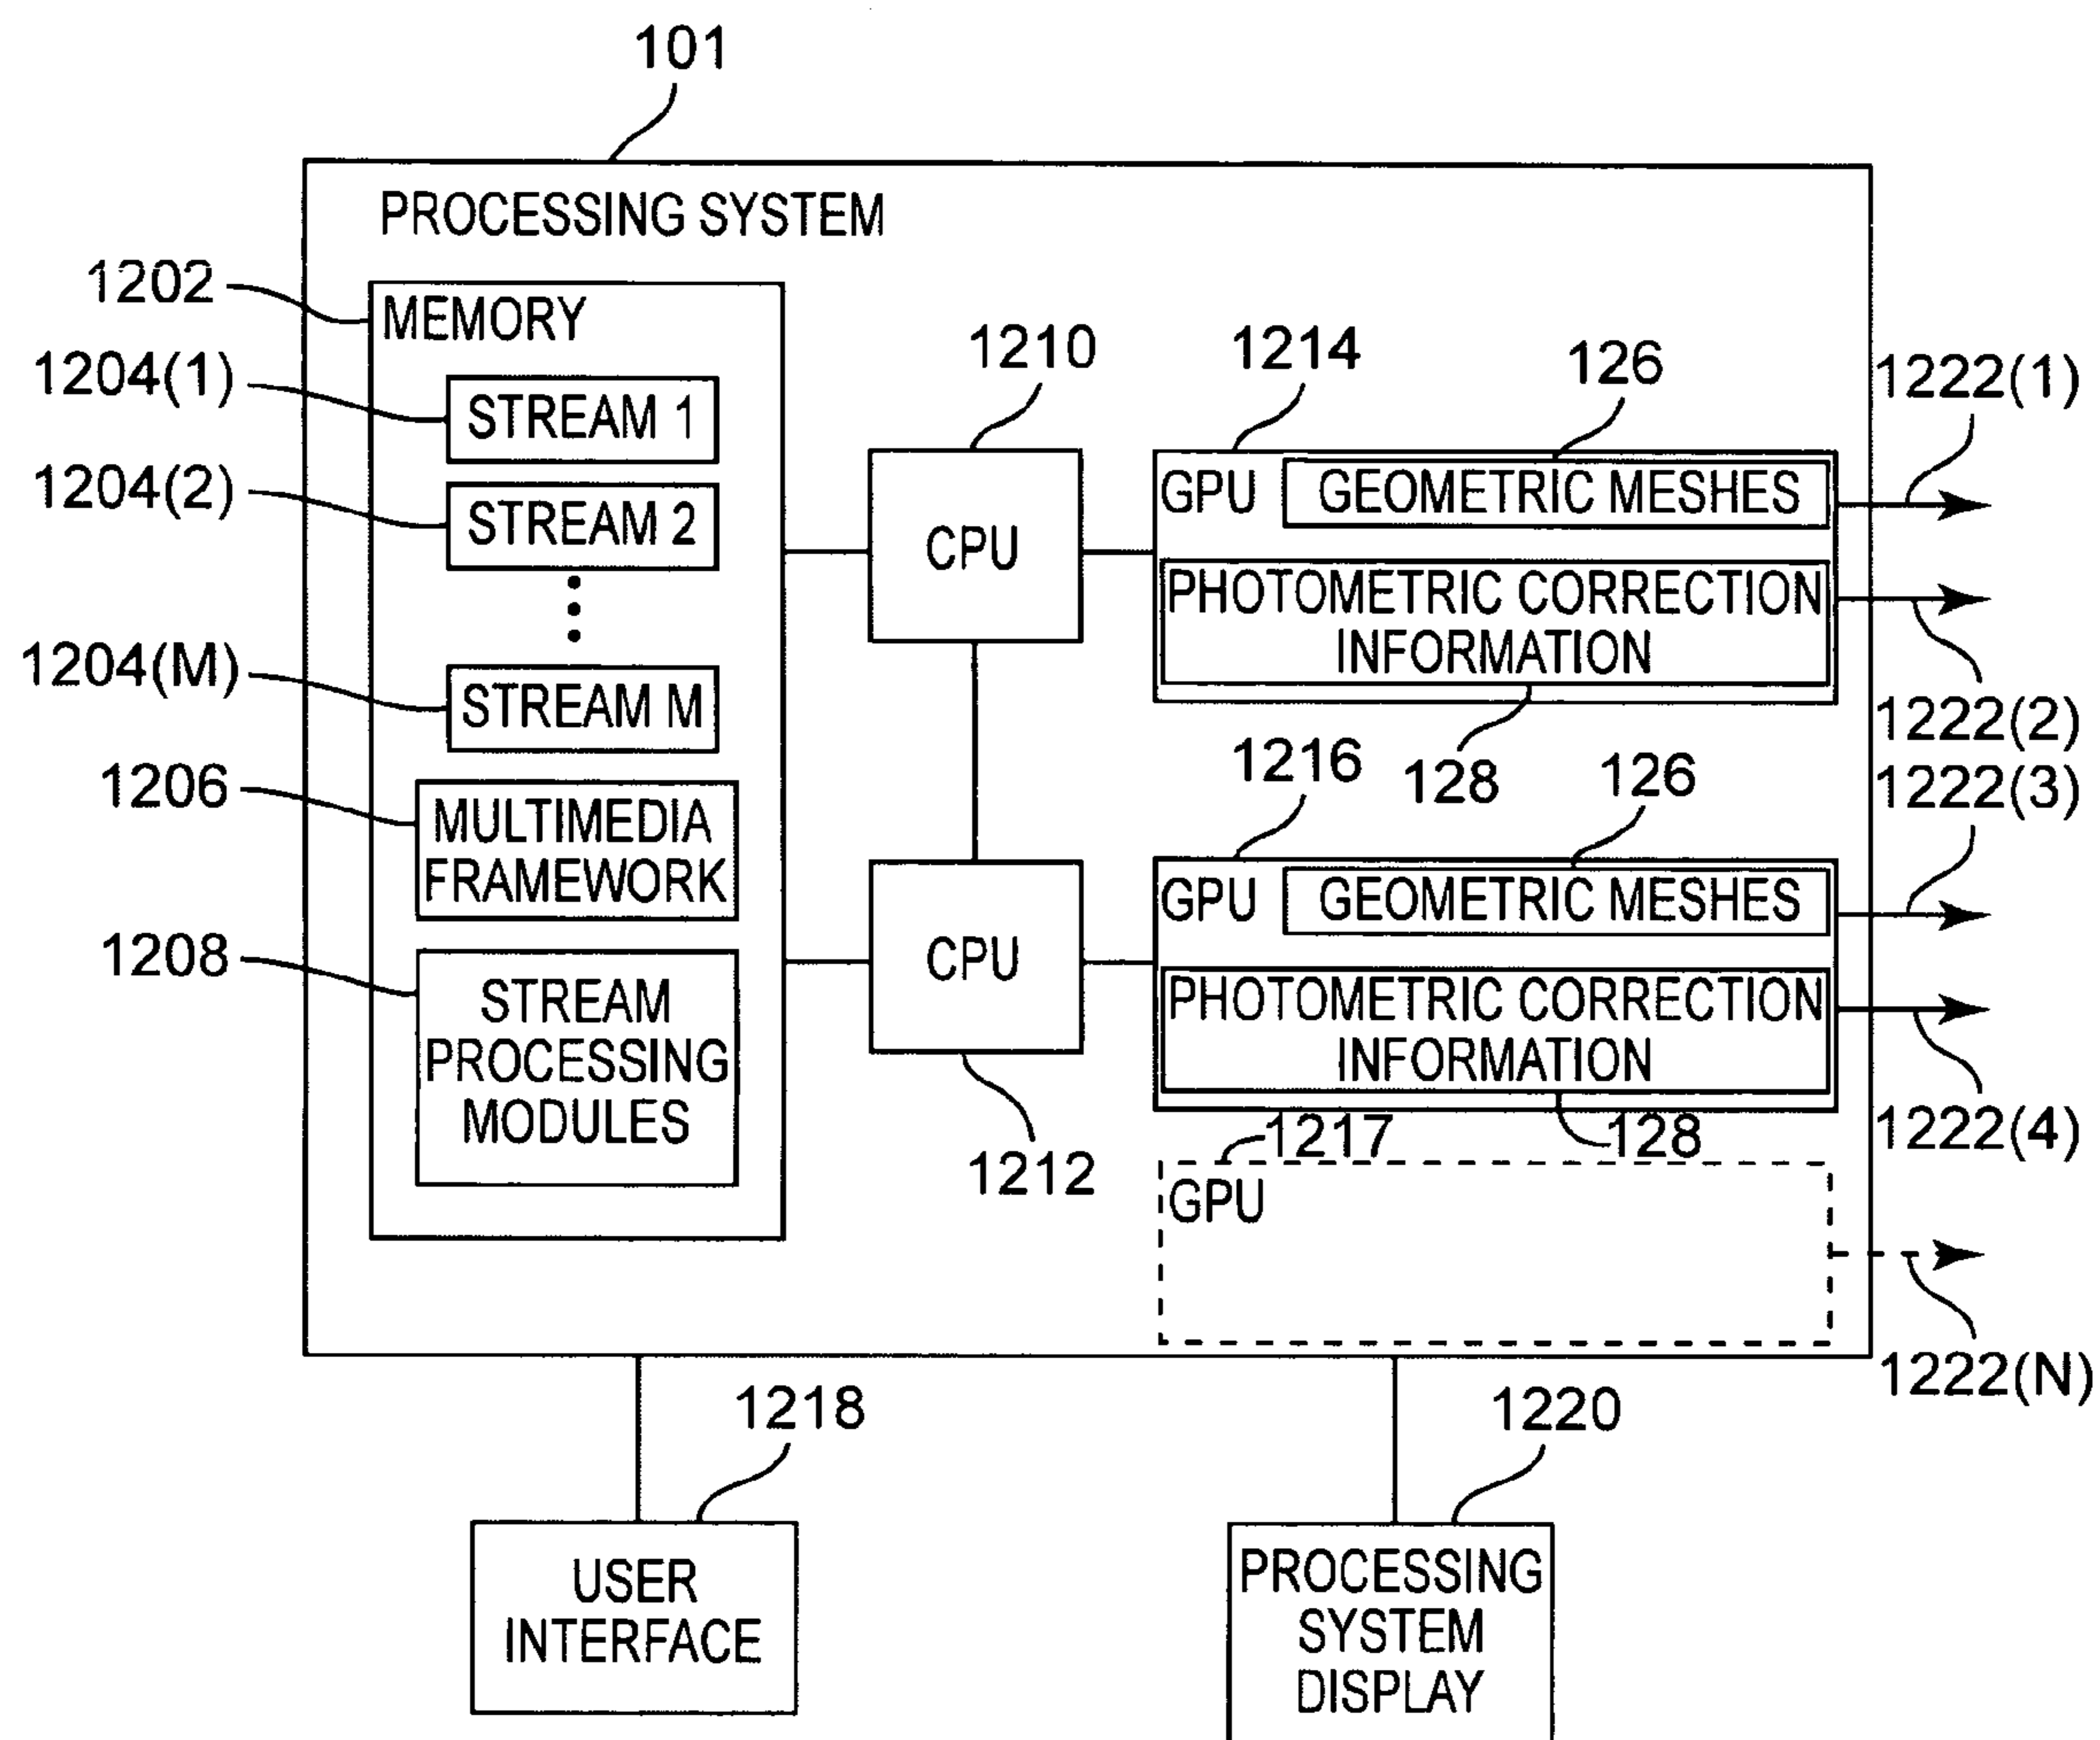 101
PROCESSING SYSTEM
1202
MEMORY
1204(1)
STREAM 1
1204(2)
STREAM 2
1204(M)
STREAM M
1206
MULTIMEDIA
FRAMEWORK
1208
STREAM
PROCESSING
MODULES
1210
CPU
CPU
1212
1214
126
GPU
GEOMETRIC MESHES
PHOTOMETRIC CORRECTION
INFORMATION
128
1222(1)
1222(2)
1216
126
GPU
GEOMETRIC MESHES
PHOTOMETRIC CORRECTION
INFORMATION
128
1222(3)
1222(4)
1217
GPU
1222(N)
1218
USER
INTERFACE
1220
PROCESSING
SYSTEM
DISPLAY